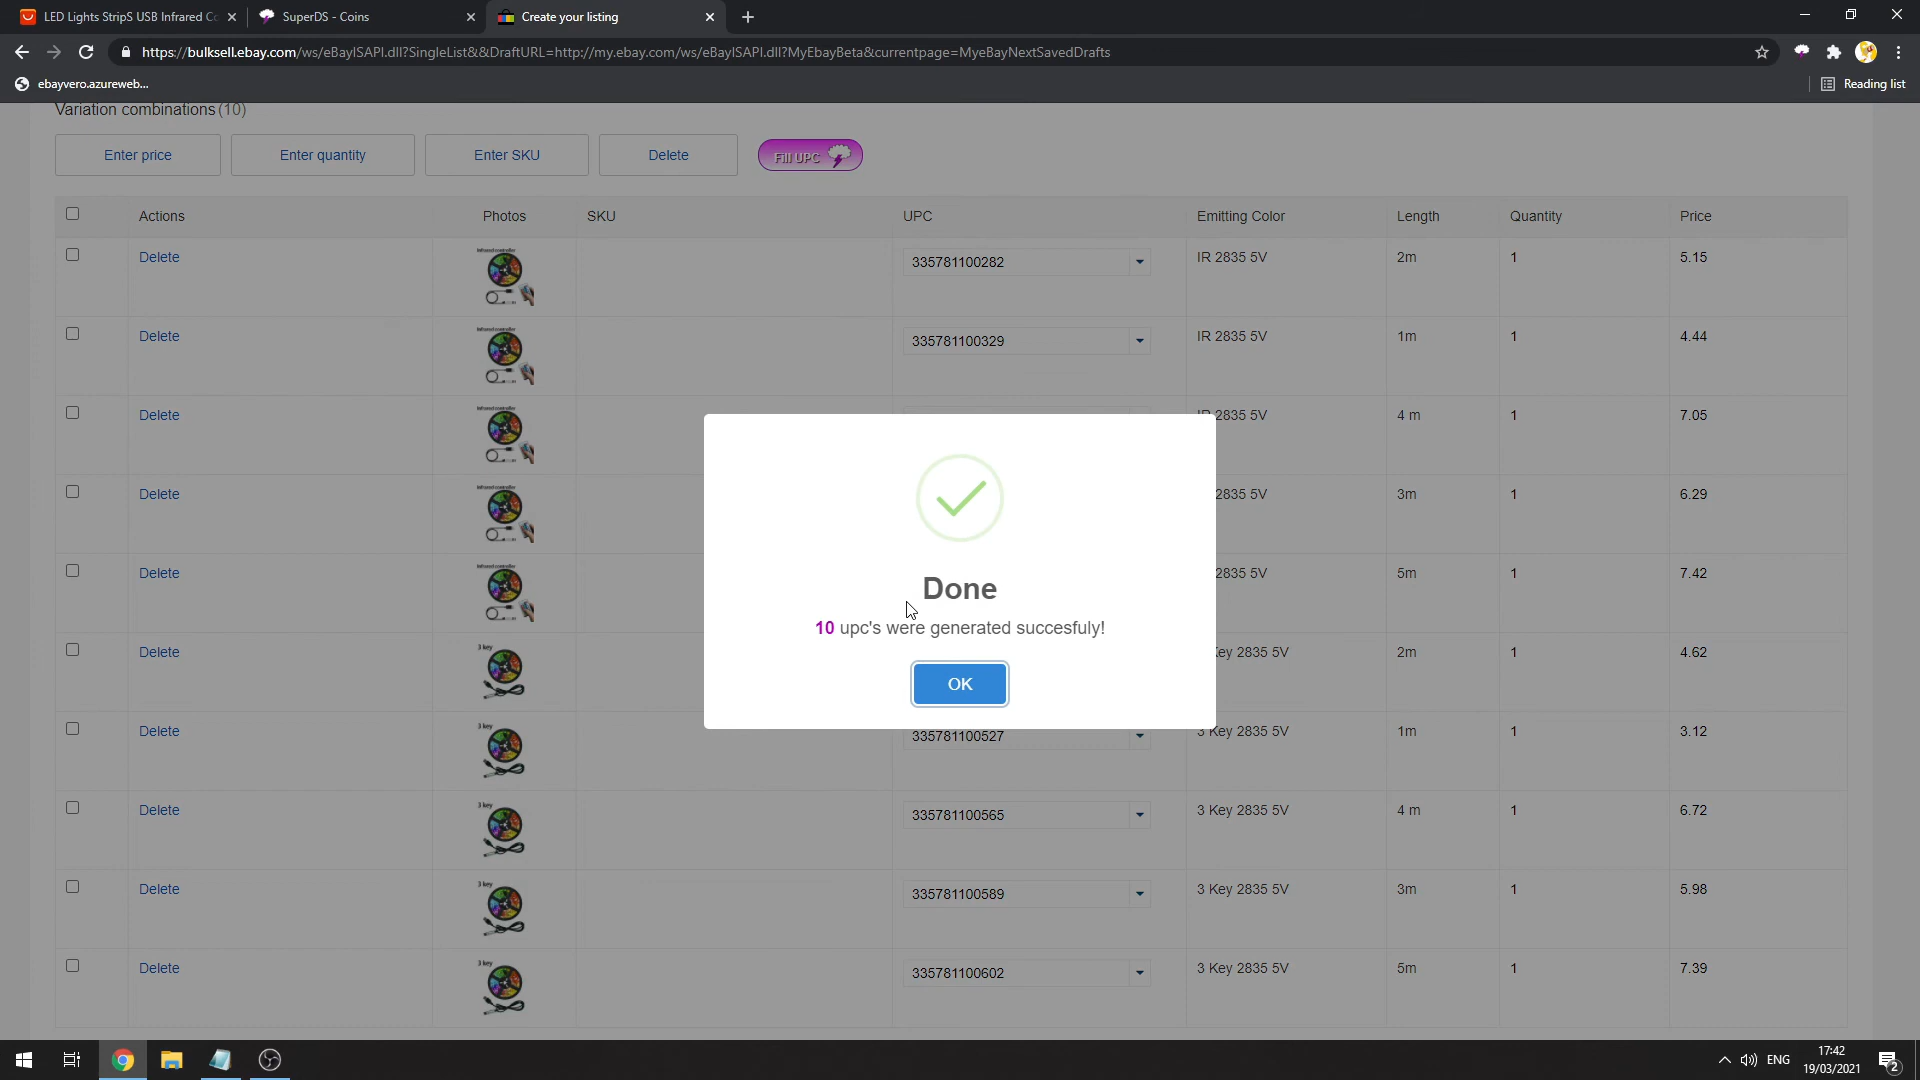 LED Lights StripS USB Infrared Co
SuperDS - Coins
Create your listing
https://bulksell.ebay.com/ws/eBayISAPI.dll?SingleList&&DraftURL=http://my.ebay.com/ws/eBayISAPI.dll?MyEbayBeta&currentpage=MyeBayNextSavedDrafts
ebayvero.azureweb...
Reading list
Variation combinations (10)
Enter price
Enter quantity
Enter SKU
Delete
Fill UPC
Actions Photos SKU UPC Emitting Color Length Quantity Price
Delete 335781100282 IR 2835 5V 2m 1 5.15
Delete 335781100329 IR 2835 5V 1m 1 4.44
Delete IR 2835 5V 4 m 1 7.05
Delete 2835 5V 3m 1 6.29
Delete 2835 5V 5m 1 7.42
Delete Key 2835 5V 2m 1 4.62
Delete 335781100527 3 Key 2835 5V 1m 1 3.12
Delete 335781100565 3 Key 2835 5V 4 m 1 6.72
Delete 335781100589 3 Key 2835 5V 3m 1 5.98
Delete 335781100602 3 Key 2835 5V 5m 1 7.39
Done
10 upc's were generated succesfuly!
OK
ENG
17:42
19/03/2021
2